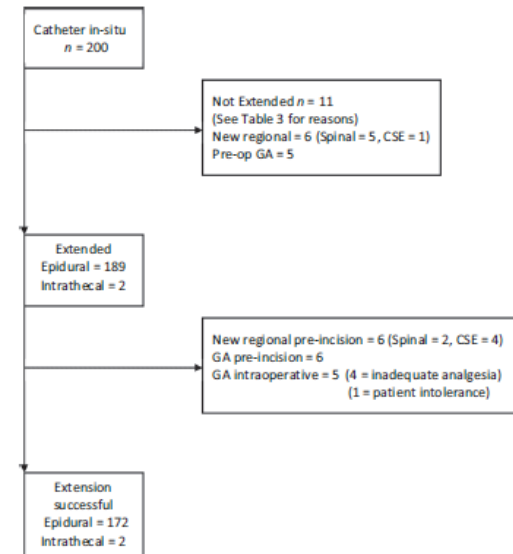 Catheter in-situ
n = 200
Not Extended n = 11
(See Table 3 for reasons)
New regional = 6 (Spinal = 5, CSE = 1)
Pre-op GA = 5
Extended
Epidural = 189
Intrathecal = 2
New regional pre-incision = 6 (Spinal = 2, CSE = 4)
GA pre-incision = 6
GA intraoperative = 5 (4 = inadequate analgesia)
(1 = patient intolerance)
Extension
successful
Epidural = 172
Intrathecal = 2